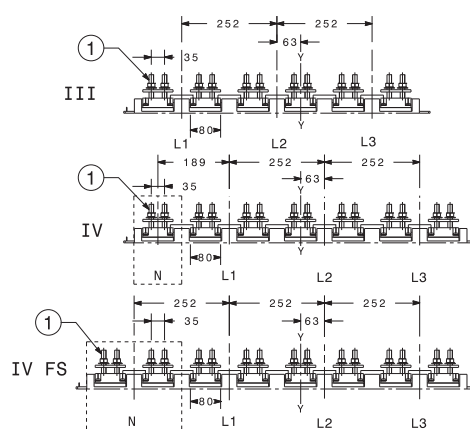 252 252
1 35 63 Y
III
Y
80
L1 L2 L3
189 252 252
1 35 63 Y
IV
80 Y
N L1 L2 L3
252 252 252
1 35 63 Y
IV FS
80 Y
N L1 L2 L3